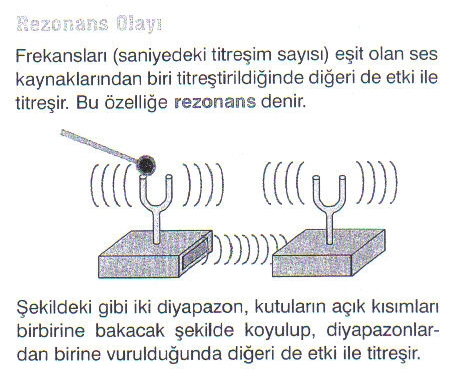 Rezonans Olayı
Frekansları (saniyedeki titreşim sayısı) eşit olan ses
kaynaklarından biri titreştirildiğinde diğeri de etki ile
titreşir. Bu özelliğe rezonans denir.
Şekildeki gibi iki diyapazon, kutuların açık kısımları
birbirine bakacak şekilde koyulup, diyapazonlar-
dan birine vurulduğunda diğeri de etki ile titreşir.